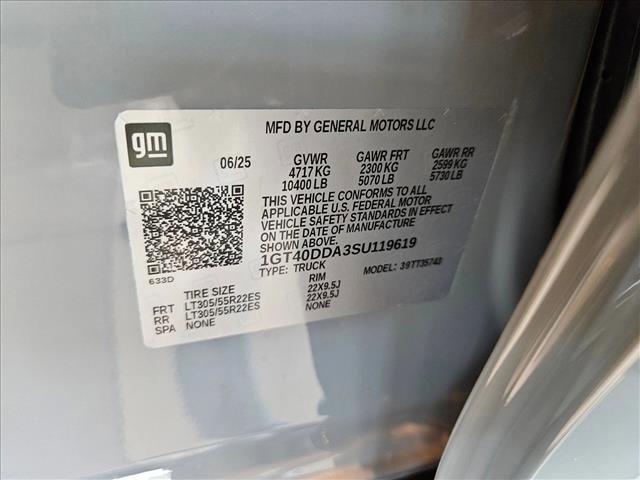 MFD BY GENERAL MOTORS LLC
gm
06/25 GVWR GAWR FRT GAWR RR
4717 KG 2300 KG 2599 KG
10400 LB 5070 LB 5730 LB
THIS VEHICLE CONFORMS TO ALL
APPLICABLE U.S. FEDERAL MOTOR
VEHICLE SAFETY STANDARDS IN EFFECT
ON THE DATE OF MANUFACTURE
SHOWN ABOVE.
1GT40DDA3SU119619
633D TYPE: TRUCK MODEL: 39TT35743
TIRE SIZE RIM
FRT LT305/55R22ES 22X9.5J
RR LT305/55R22ES 22X9.5J
SPA NONE NONE